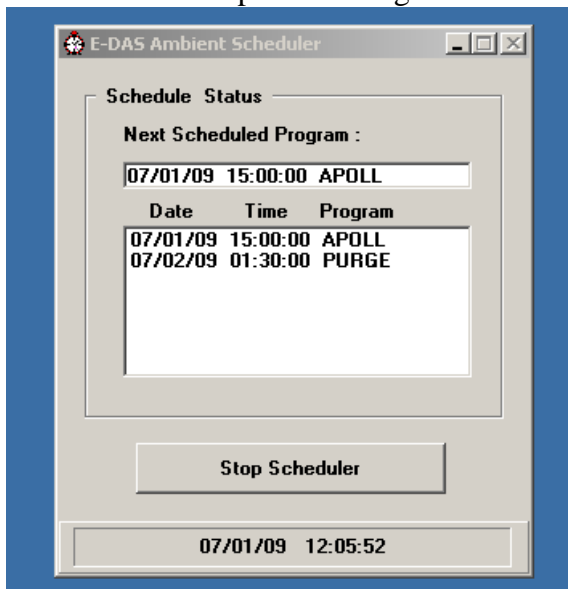 E-DAS Ambient Scheduler
Schedule Status
Next Scheduled Program :
07/01/09 15:00:00 APOLL
Date Time Program
07/01/09 15:00:00 APOLL
07/02/09 01:30:00 PURGE
Stop Scheduler
07/01/09 12:05:52